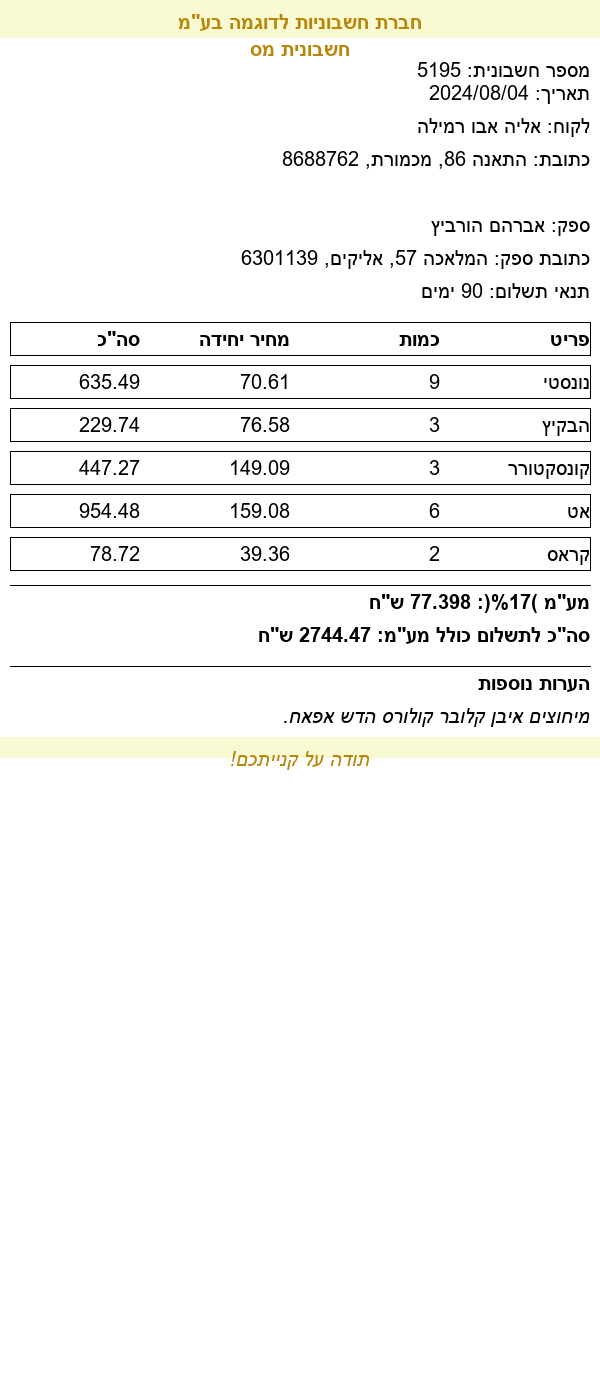 חברת חשבוניות לדוגמה בע"מ
חשבונית מס
מספר חשבונית: 5195
תאריך: 2024/08/04
לקוח: אליה אבו רמילה
כתובת: התאנה 86, מכמורת, 8688762
ספק: אברהם הורביץ
כתובת ספק: המלאכה 57, אליקים, 6301139
תנאי תשלום: 90 ימים
פריט כמות מחיר יחידה סה"כ
נונסטי 9 70.61 635.49
הבקיץ 3 76.58 229.74
קונסקטורר 3 149.09 447.27
אט 6 159.08 954.48
קראס 2 39.36 78.72
מע"מ )17%(: 77.398 ש"ח
סה"כ לתשלום כולל מע"מ: 2744.47 ש"ח
הערות נוספות
מיחוצים איבן קלובר קולורס הדש אפאח.
תודה על קנייתכם!